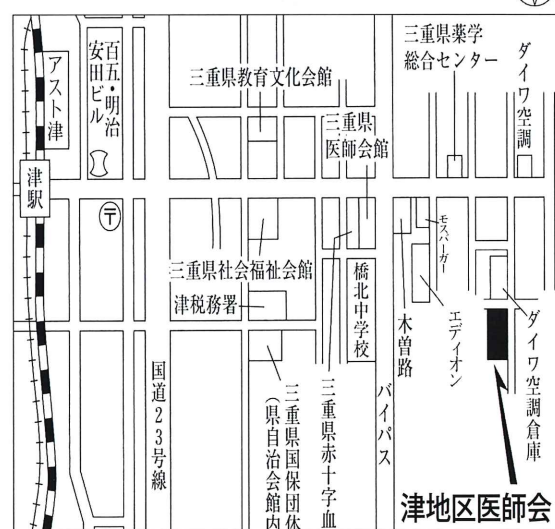 三重県薬学
総合センター
ダイワ空調
アスト津
百五・明治
安田ビル
三重県教育文化会館
三重県
医師会館
津駅
〒
モスバーガー
三重県社会福祉会館
津税務署
橋北中学校
木曽路
エディオン
ダイワ空調倉庫
国道23号線
バイパス
三重県赤十字血
三重県国保団体
(県自治会館内
津地区医師会